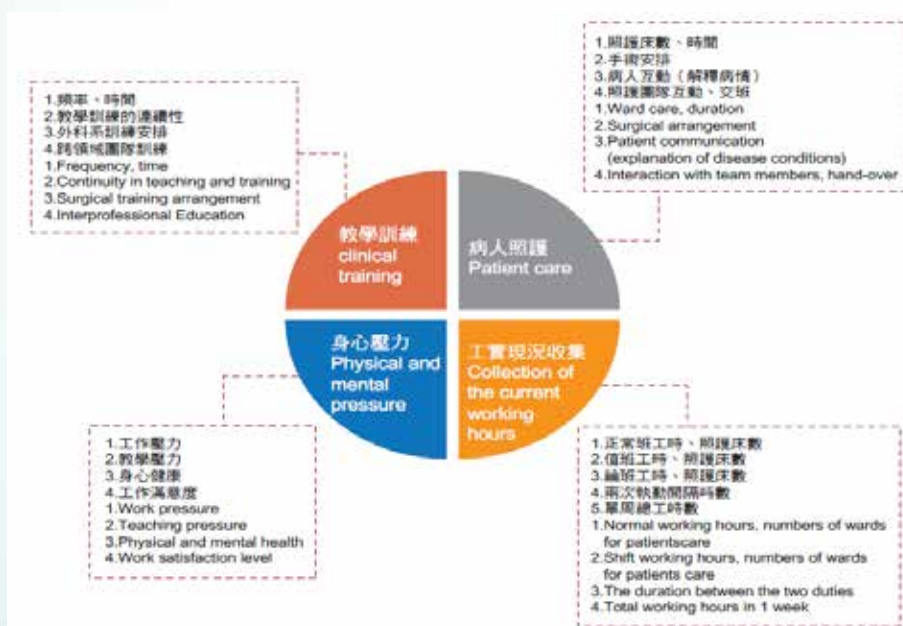 1.頻率、時間
2.教學訓練的連續性
3.外科系訓練安排
4.跨領域團隊訓練
1.Frequency, time
2.Continuity in teaching and training
3.Surgical training arrangement
4.Interprofessional Education
1.照護床數、時間
2.手術安排
3.病人互動（解釋病情）
4.照護團隊互動、交班
1.Ward care, duration
2.Surgical arrangement
3.Patient communication
(explanation of disease conditions)
4.Interaction with team members, hand-over
教學訓練
clinical
training
病人照護
Patient care
身心壓力
Physical and
mental
pressure
工實現況收集
Collection of
the current
working
hours
1.工作壓力
2.教學壓力
3.身心健康
4.工作滿意度
1.Work pressure
2.Teaching pressure
3.Physical and mental health
4.Work satisfaction level
1.正常班工時、照護床數
2.值班工時、照護床數
3.輪班工時、照護床數
4.兩次執勤間隔時數
5.單周總工時數
1.Normal working hours, numbers of wards
for patientscare
2.Shift working hours, numbers of wards
for patients care
3.The duration between the two duties
4.Total working hours in 1 week